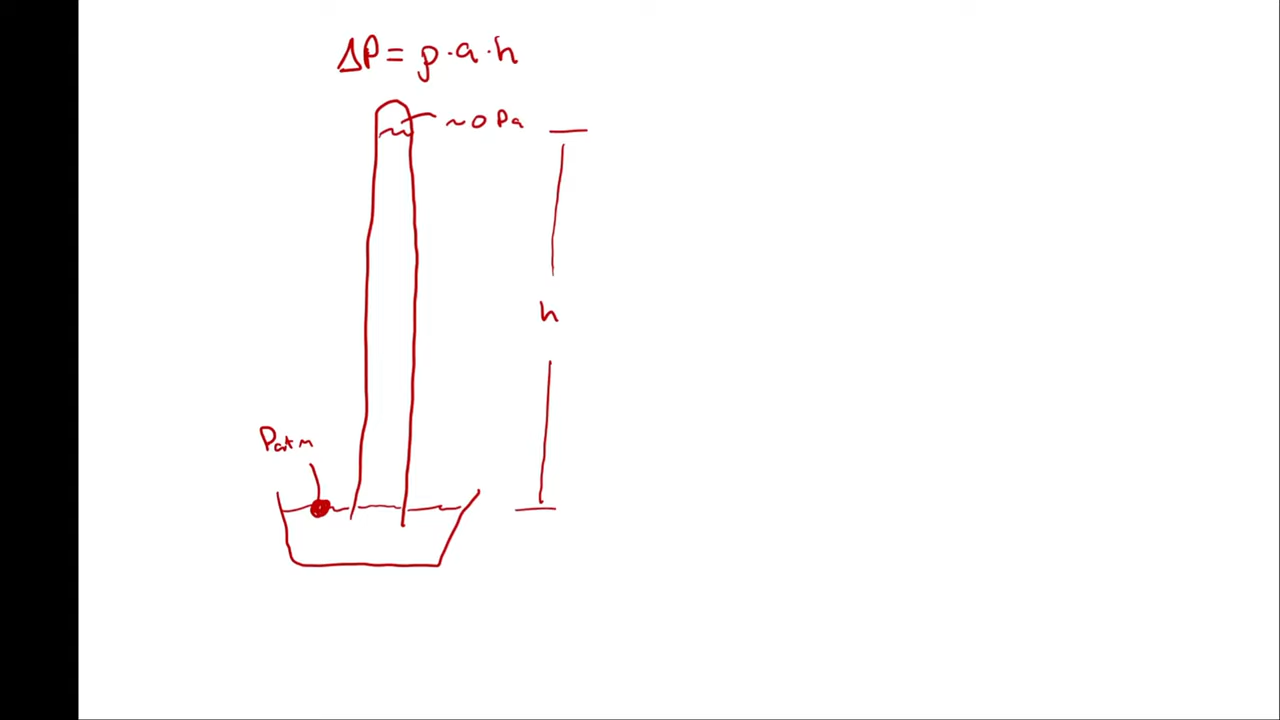 ΔP = ρ·a·h
~0 Pa
h
Patm